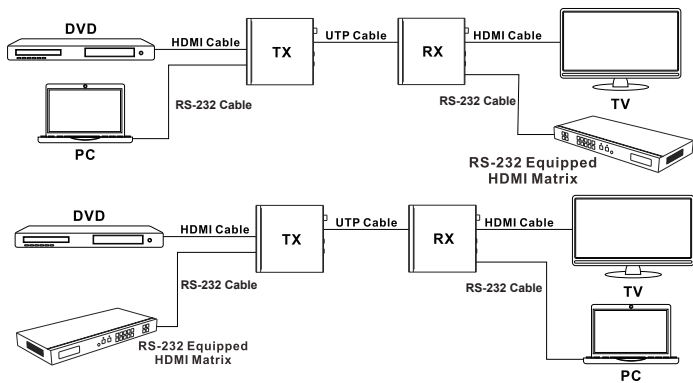 DVD
HDMI Cable
TX
UTP Cable
RX
HDMI Cable
TV
RS-232 Cable
PC
RS-232 Cable
RS-232 Equipped
HDMI Matrix
DVD
HDMI Cable
TX
UTP Cable
RX
HDMI Cable
TV
RS-232 Cable
RS-232 Equipped
HDMI Matrix
RS-232 Cable
PC